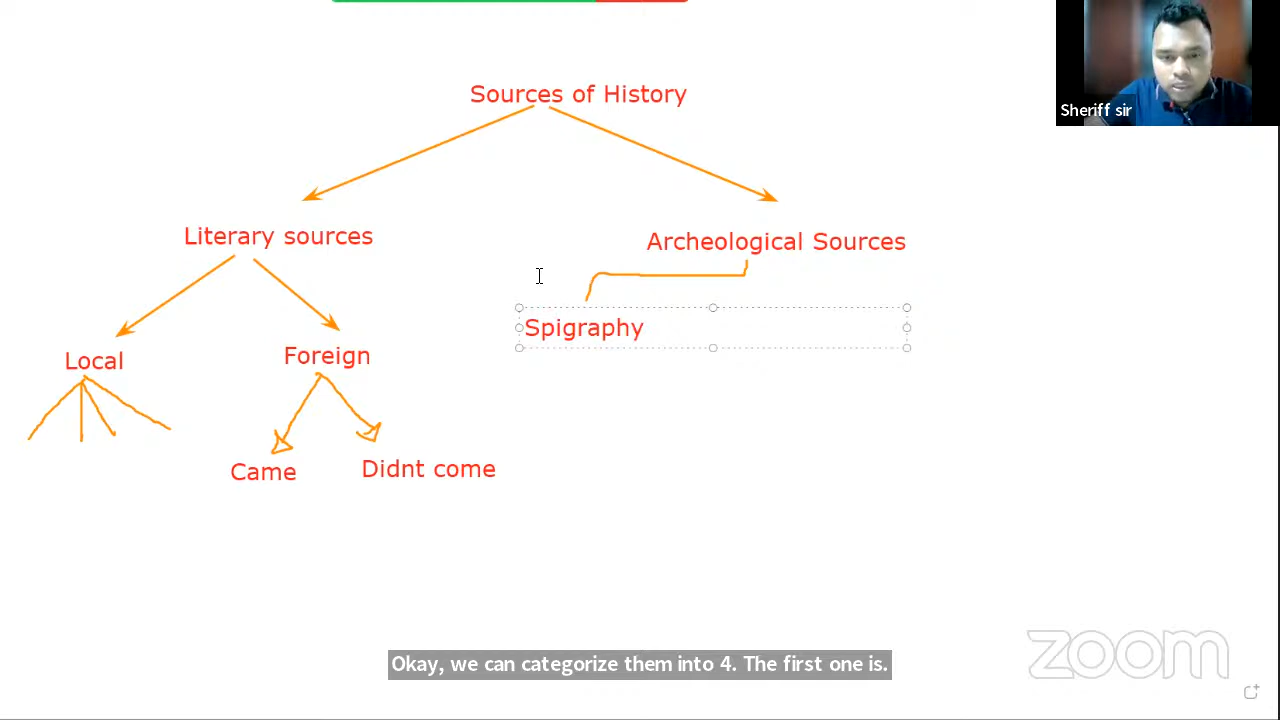 Sources of History
Sheriff sir
Literary sources
Archeological Sources
Spigraphy
Local
Foreign
Came
Didnt come
Okay, we can categorize them into 4. The first one is.
zoom